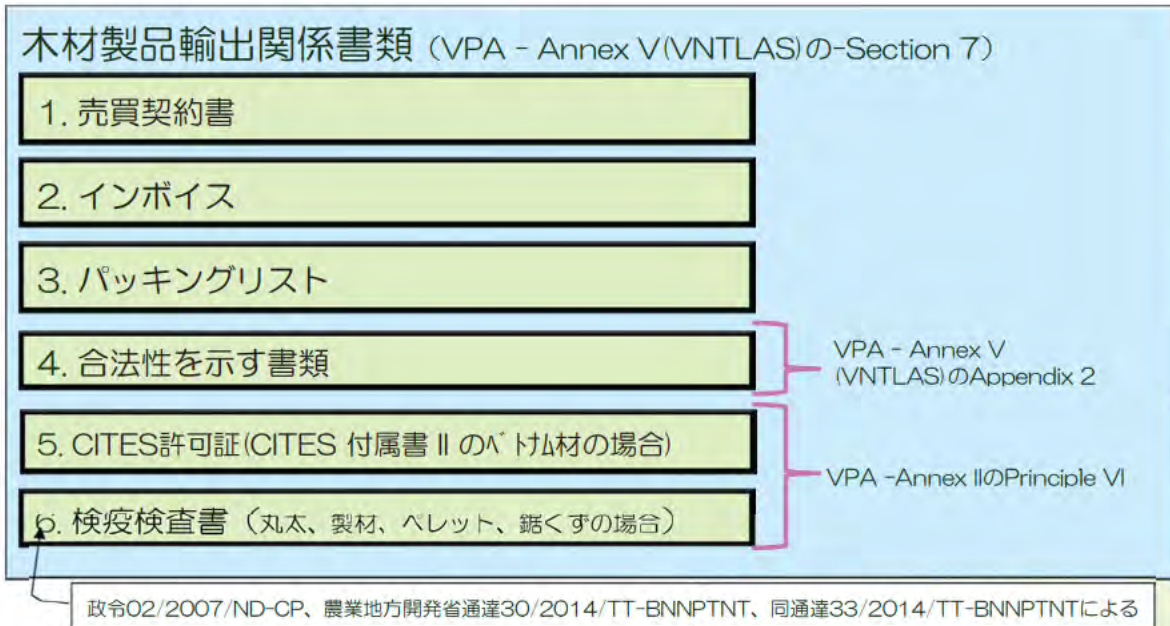 木材製品輸出関係書類（VPA - Annex V(VNTLAS)の-Section 7）
1. 売買契約書
2. インボイス
3. パッキングリスト
4. 合法性を示す書類
VPA - Annex V
(VNTLAS)のAppendix 2
5. CITES許可証(CITES 付属書 II のﾍﾞﾄﾅﾑ材の場合)
6. 検疫検査書（丸太、製材、ペレット、鋸くずの場合）
VPA -Annex IIのPrinciple VI
政令02/2007/ND-CP、農業地方開発省通達30/2014/TT-BNNPTNT、同通達33/2014/TT-BNNPTNTによる